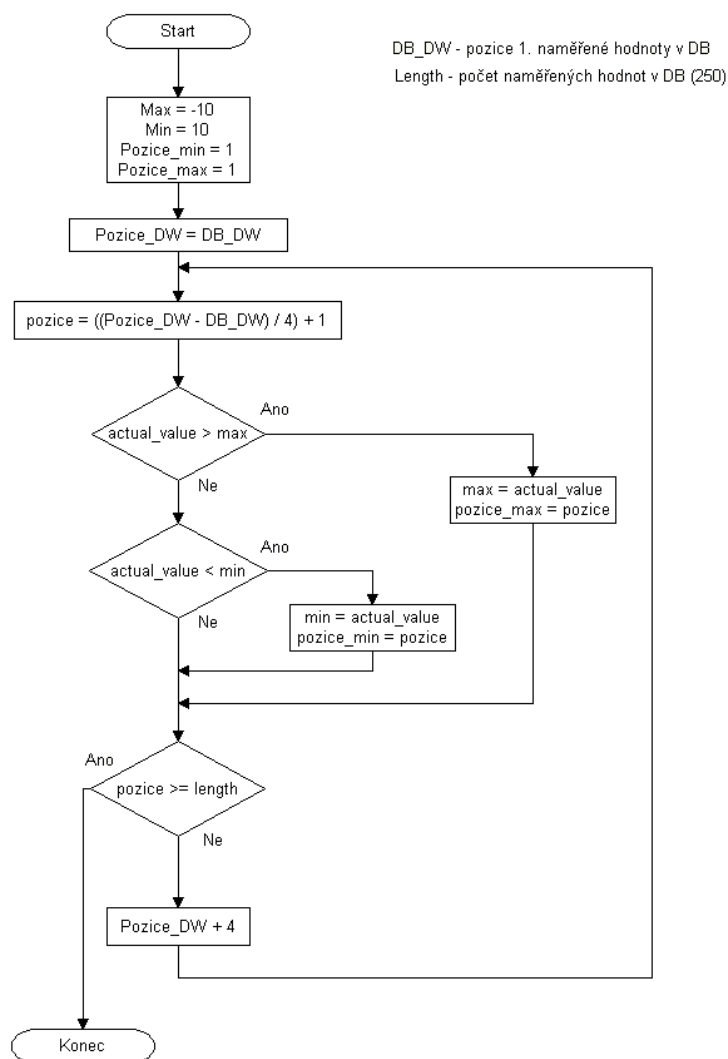 Start
DB_DW - pozice 1. naměřené hodnoty v DB
Length - počet naměřených hodnot v DB (250)
Max = -10
Min = 10
Pozice_min = 1
Pozice_max = 1
Pozice_DW = DB_DW
pozice = ((Pozice_DW - DB_DW) / 4) + 1
Ano
actual_value > max
Ne
max = actual_value
pozice_max = pozice
Ano
actual_value < min
Ne
min = actual_value
pozice_min = pozice
Ano
pozice >= length
Ne
Pozice_DW + 4
Konec